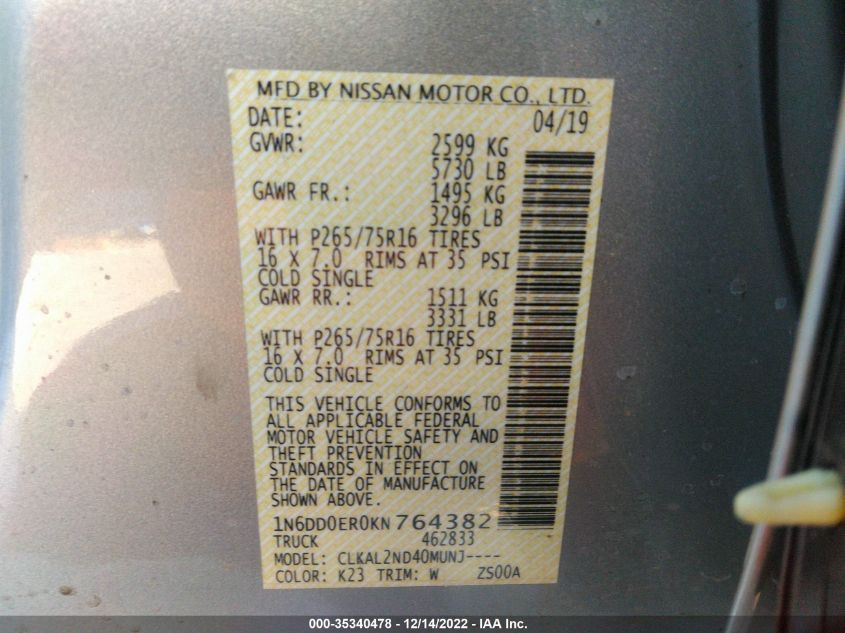 MFD BY NISSAN MOTOR CO., LTD.
DATE: 04/19
GVWR: 2599 KG
5730 LB
GAWR FR.: 1495 KG
3296 LB
WITH P265/75R16 TIRES
16 X 7.0 RIMS AT 35 PSI
COLD SINGLE
GAWR RR.: 1511 KG
3331 LB
WITH P265/75R16 TIRES
16 X 7.0 RIMS AT 35 PSI
COLD SINGLE
THIS VEHICLE CONFORMS TO
ALL APPLICABLE FEDERAL
MOTOR VEHICLE SAFETY AND
THEFT PREVENTION
STANDARDS IN EFFECT ON
THE DATE OF MANUFACTURE
SHOWN ABOVE.
1N6DD0ER0KN764382
TRUCK 462833
MODEL: CLKAL2ND40MUNJ----
COLOR: K23 TRIM: W ZS00A
000-35340478 - 12/14/2022 - IAA Inc.